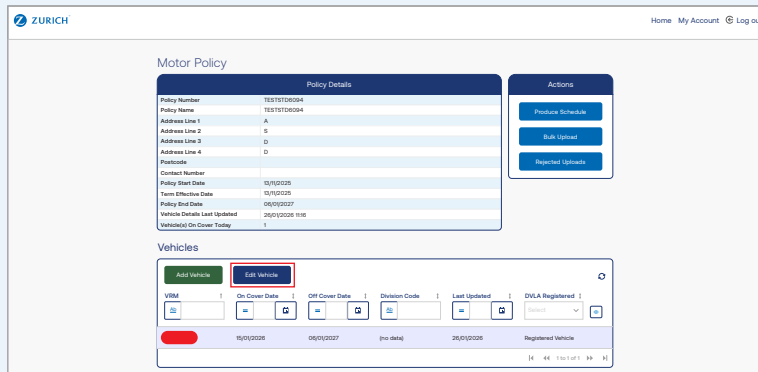 ZURICH
Home My Account Log ou
Motor Policy
Policy Details
Policy Number TESTSTD6094
Policy Name TESTSTD6094
Address Line 1 A
Address Line 2 S
Address Line 3 D
Address Line 4 D
Postcode
Contact Number
Policy Start Date 13/11/2025
Term Effective Date 13/11/2025
Policy End Date 06/01/2027
Vehicle Details Last Updated 26/01/2026 11:16
Vehicle(s) On Cover Today 1
Actions
Produce Schedule
Bulk Upload
Rejected Uploads
Vehicles
Add Vehicle Edit Vehicle
VRM On Cover Date Off Cover Date Division Code Last Updated DVLA Registered
Ab = = Ab = Select
15/01/2026 06/01/2027 (no data) 26/01/2026 Registered Vehicle
1 to 1 of 1